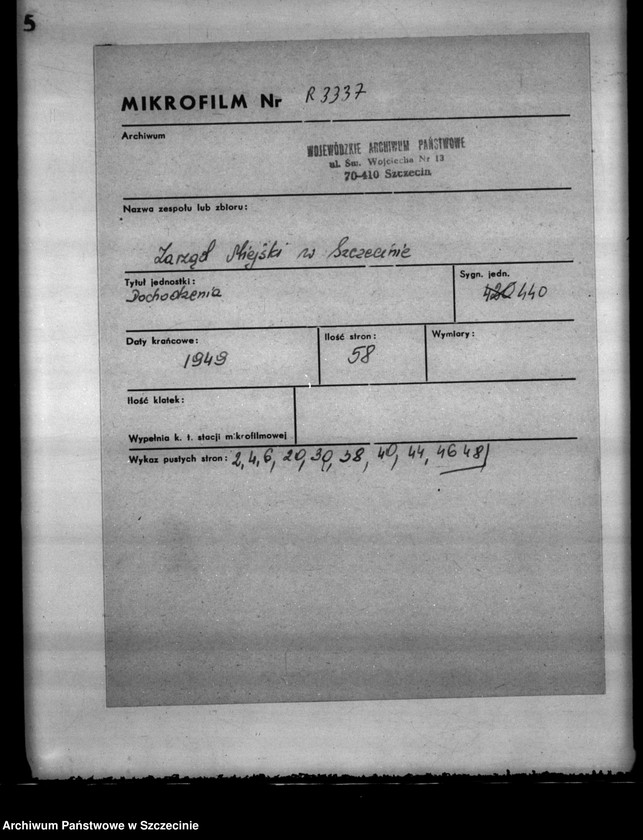 5
MIKROFILM Nr R 3337
Archiwum
WOJEWÓDZKIE ARCHIWUM PAŃSTWOWE
ul. Św. Wojciecha Nr 13
70-410 Szczecin
Nazwa zespołu lub zbioru:
Zarząd Miejski w Szczecinie
Tytuł jednostki:
Dochodzenia
Sygn. jedn.
440
Daty krańcowe:
1949
Ilość stron:
58
Wymiary:
Ilość klatek:
Wypełnia k. t. stacji mikrofilmowej
Wykaz pustych stron: 2, 4, 6, 20, 30, 38, 40, 44, 46 48
Archiwum Państwowe w Szczecinie